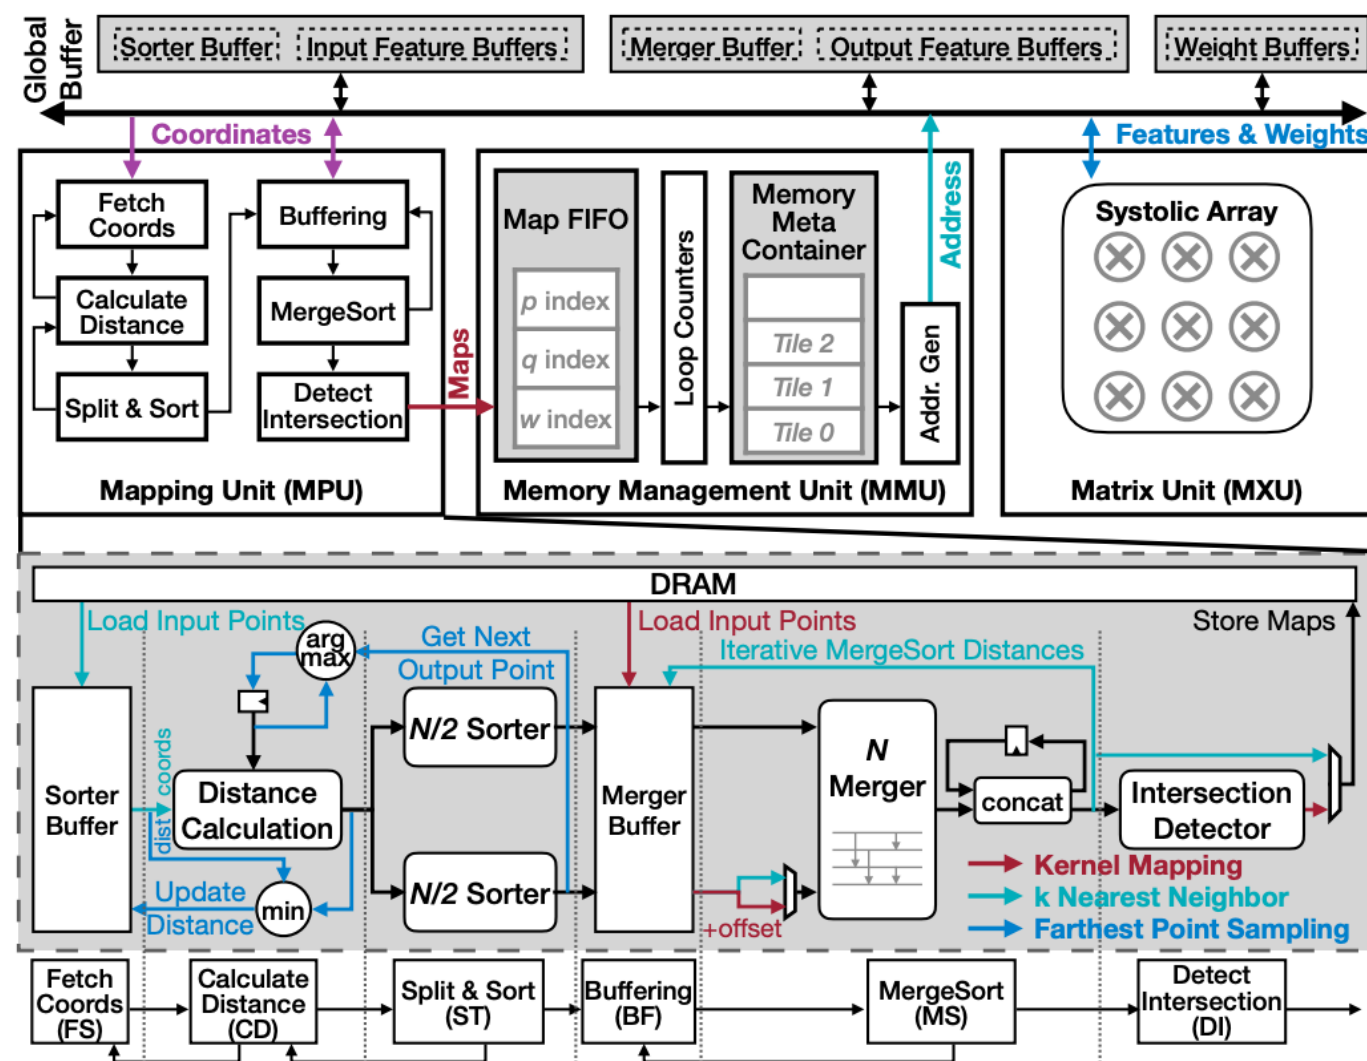 Global
Buffer
Sorter Buffer
Input Feature Buffers
Merger Buffer
Output Feature Buffers
Weight Buffers
Coordinates
Features & Weights
Fetch
Coords
Calculate
Distance
Split & Sort
Buffering
MergeSort
Detect
Intersection
Mapping Unit (MPU)
Maps
Map FIFO
p index
q index
w index
Loop Counters
Memory
Meta
Container
Tile 2
Tile 1
Tile 0
Addr. Gen
Address
Memory Management Unit (MMU)
Systolic Array
Matrix Unit (MXU)
DRAM
Load Input Points
arg
max
Get Next
Output Point
Load Input Points
Iterative MergeSort Distances
Store Maps
Sorter
Buffer
dist
coords
Distance
Calculation
Update
Distance
min
N/2 Sorter
N/2 Sorter
Merger
Buffer
+offset
N
Merger
concat
Intersection
Detector
Kernel Mapping
k Nearest Neighbor
Farthest Point Sampling
Fetch
Coords
(FS)
Calculate
Distance
(CD)
Split & Sort
(ST)
Buffering
(BF)
MergeSort
(MS)
Detect
Intersection
(DI)